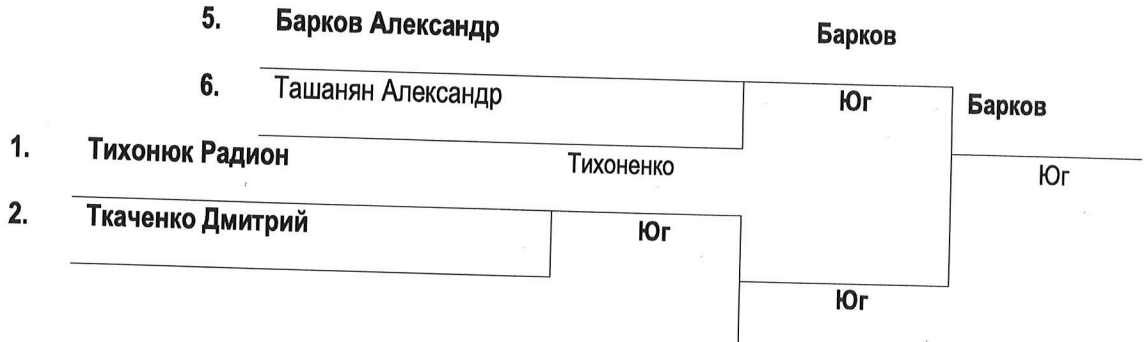 5. Барков Александр Барков
6. Ташанян Александр Юг Барков
1. Тихонюк Радион Тихоненко Юг
2. Ткаченко Дмитрий Юг
Юг